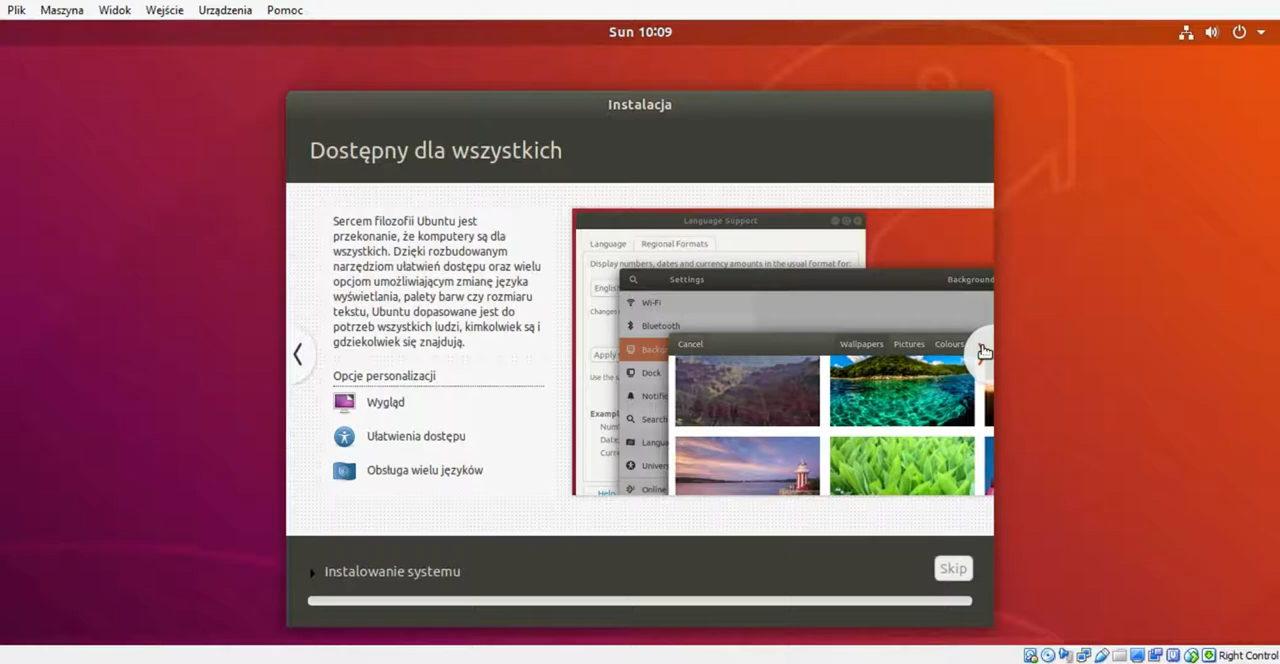 Plik Maszyna Widok Wejście Urządzenia Pomoc
Sun 10:09
Instalacja
Dostępny dla wszystkich
Sercem filozofii Ubuntu jest
przekonanie, że komputery są dla
wszystkich. Dzięki rozbudowanym
narzędziom ułatwień dostępu oraz wielu
opcjom umożliwiającym zmianę języka
wyświetlania, palety barw czy rozmiaru
tekstu, Ubuntu dopasowane jest do
potrzeb wszystkich ludzi, kimkolwiek są i
gdziekolwiek się znajdują.
Opcje personalizacji
Wygląd
Ułatwienia dostępu
Obsługa wielu języków
Language Support
Language Regional Formats
Display numbers, dates and currency amounts in the usual format for:
Settings Background
Wi-Fi
Bluetooth
Cancel Wallpapers Pictures Colours
Dock
Search
Online
Help
Instalowanie systemu
Skip
Right Control